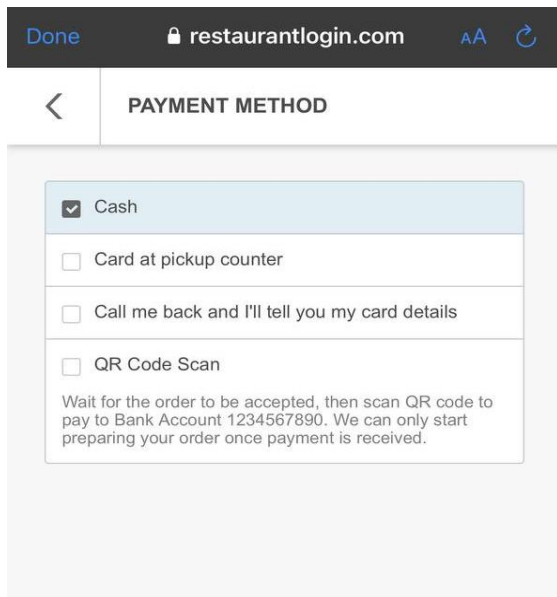 Done restaurantlogin.com AA
PAYMENT METHOD
Cash
Card at pickup counter
Call me back and I'll tell you my card details
QR Code Scan
Wait for the order to be accepted, then scan QR code to
pay to Bank Account 1234567890. We can only start
preparing your order once payment is received.